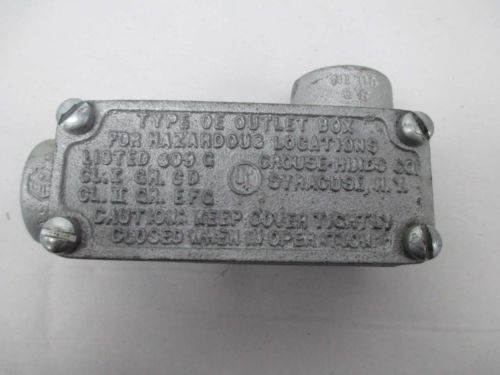 TYPE OE OUTLET BOX
FOR HAZARDOUS LOCATIONS
LISTED 609 G CROUSE-HINDS CO.
CL. I. GR. C D UL SYRACUSE, N. Y.
CL. II GR. E F G
CAUTION: KEEP COVER TIGHTLY
CLOSED WHEN IN OPERATION